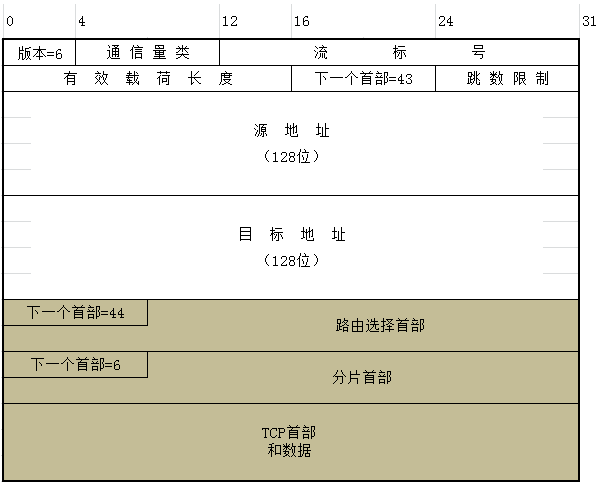 0 4 12 16 24 31
版本=6 通信量类 流标号
有效载荷长度 下一个首部=43 跳数限制
源地址
（128位）
目标地址
（128位）
下一个首部=44
路由选择首部
下一个首部=6
分片首部
TCP首部
和数据